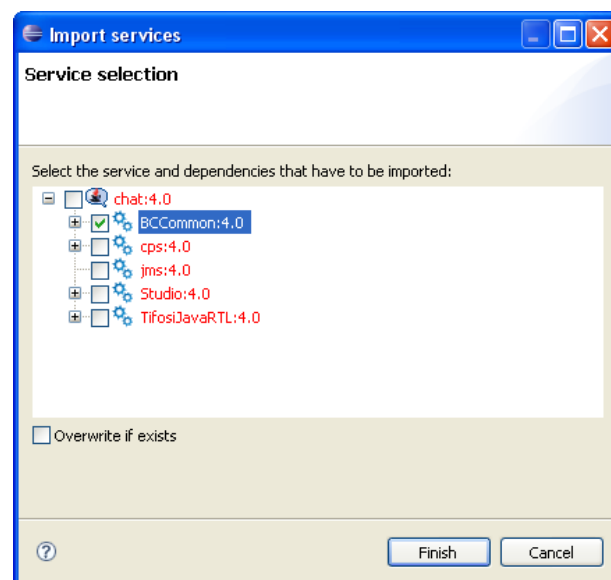 Import services
Service selection
Select the service and dependencies that have to be imported:
chat:4.0
BCCommon:4.0
cps:4.0
jms:4.0
Studio:4.0
TifosiJavaRTL:4.0
Overwrite if exists
Finish Cancel